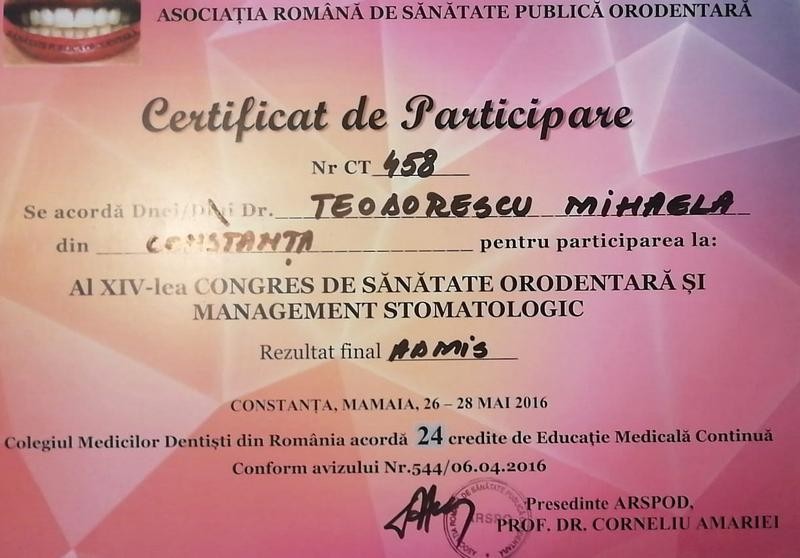 ASOCIAȚIA ROMÂNĂ DE SĂNĂTATE PUBLICĂ ORODENTARĂ
SĂNĂTATE PUBLICĂ ORODENTARĂ
Certificat de Participare
Nr CT 458
Se acordă Dnei/Dlui Dr. TEODORESCU MIHAELA
din CONSTANȚA pentru participarea la:
Al XIV-lea CONGRES DE SĂNĂTATE ORODENTARĂ ȘI
MANAGEMENT STOMATOLOGIC
Rezultat final ADMIS
CONSTANȚA, MAMAIA, 26 – 28 MAI 2016
Colegiul Medicilor Dentiști din România acordă 24 credite de Educație Medicală Continuă
Conform avizului Nr.544/06.04.2016
Presedinte ARSPOD,
PROF. DR. CORNELIU AMARIEI